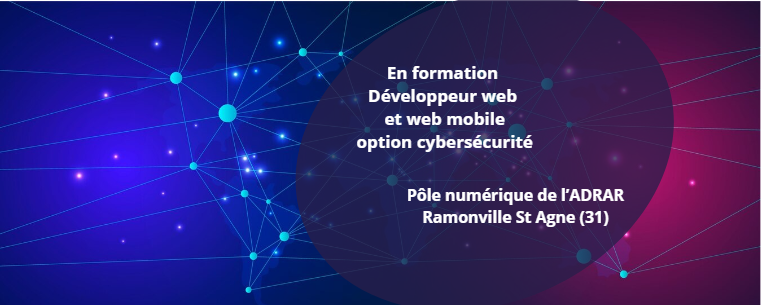 En formation
Développeur web
et web mobile
option cybersécurité
Pôle numérique de l'ADRAR
Ramonville St Agne (31)